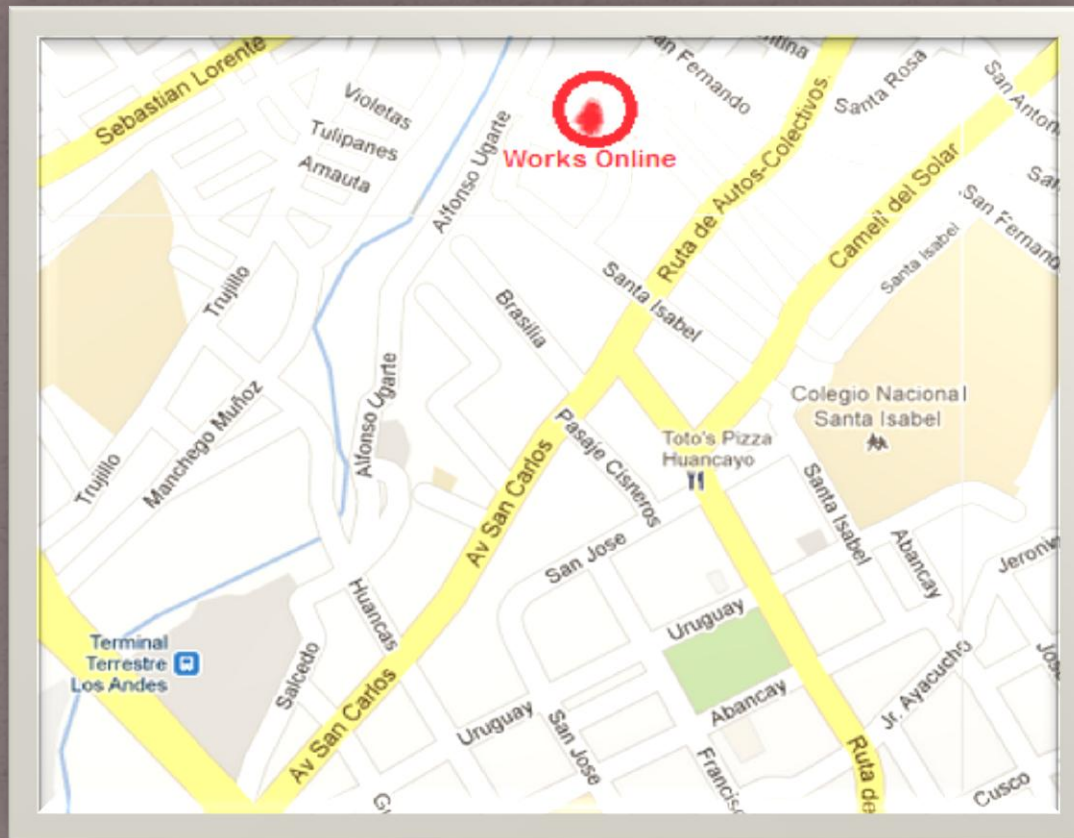 Sebastian Lorente
Violetas
Tulipanes
Amauta
Alfonso Ugarte
Works Online
San Fernando
Ruta de Autos-Colectivos
Santa Rosa
Cameli' del Solar
San Fernando
Santa Isabel
Trujillo
Brasilia
Santa Isabel
Colegio Nacional
Santa Isabel
Manchego Muñoz
Alfonso Ugarte
Toto's Pizza
Huancayo
Pasaje Cisneros
Trujillo
Av San Carlos
Santa Isabel
San Jose
Abancay
Huancas
Uruguay
Terminal
Terrestre
Los Andes
Salcedo
Av San Carlos
Uruguay
San Jose
Abancay
Jr. Ayacucho
Ruta de
Cusco